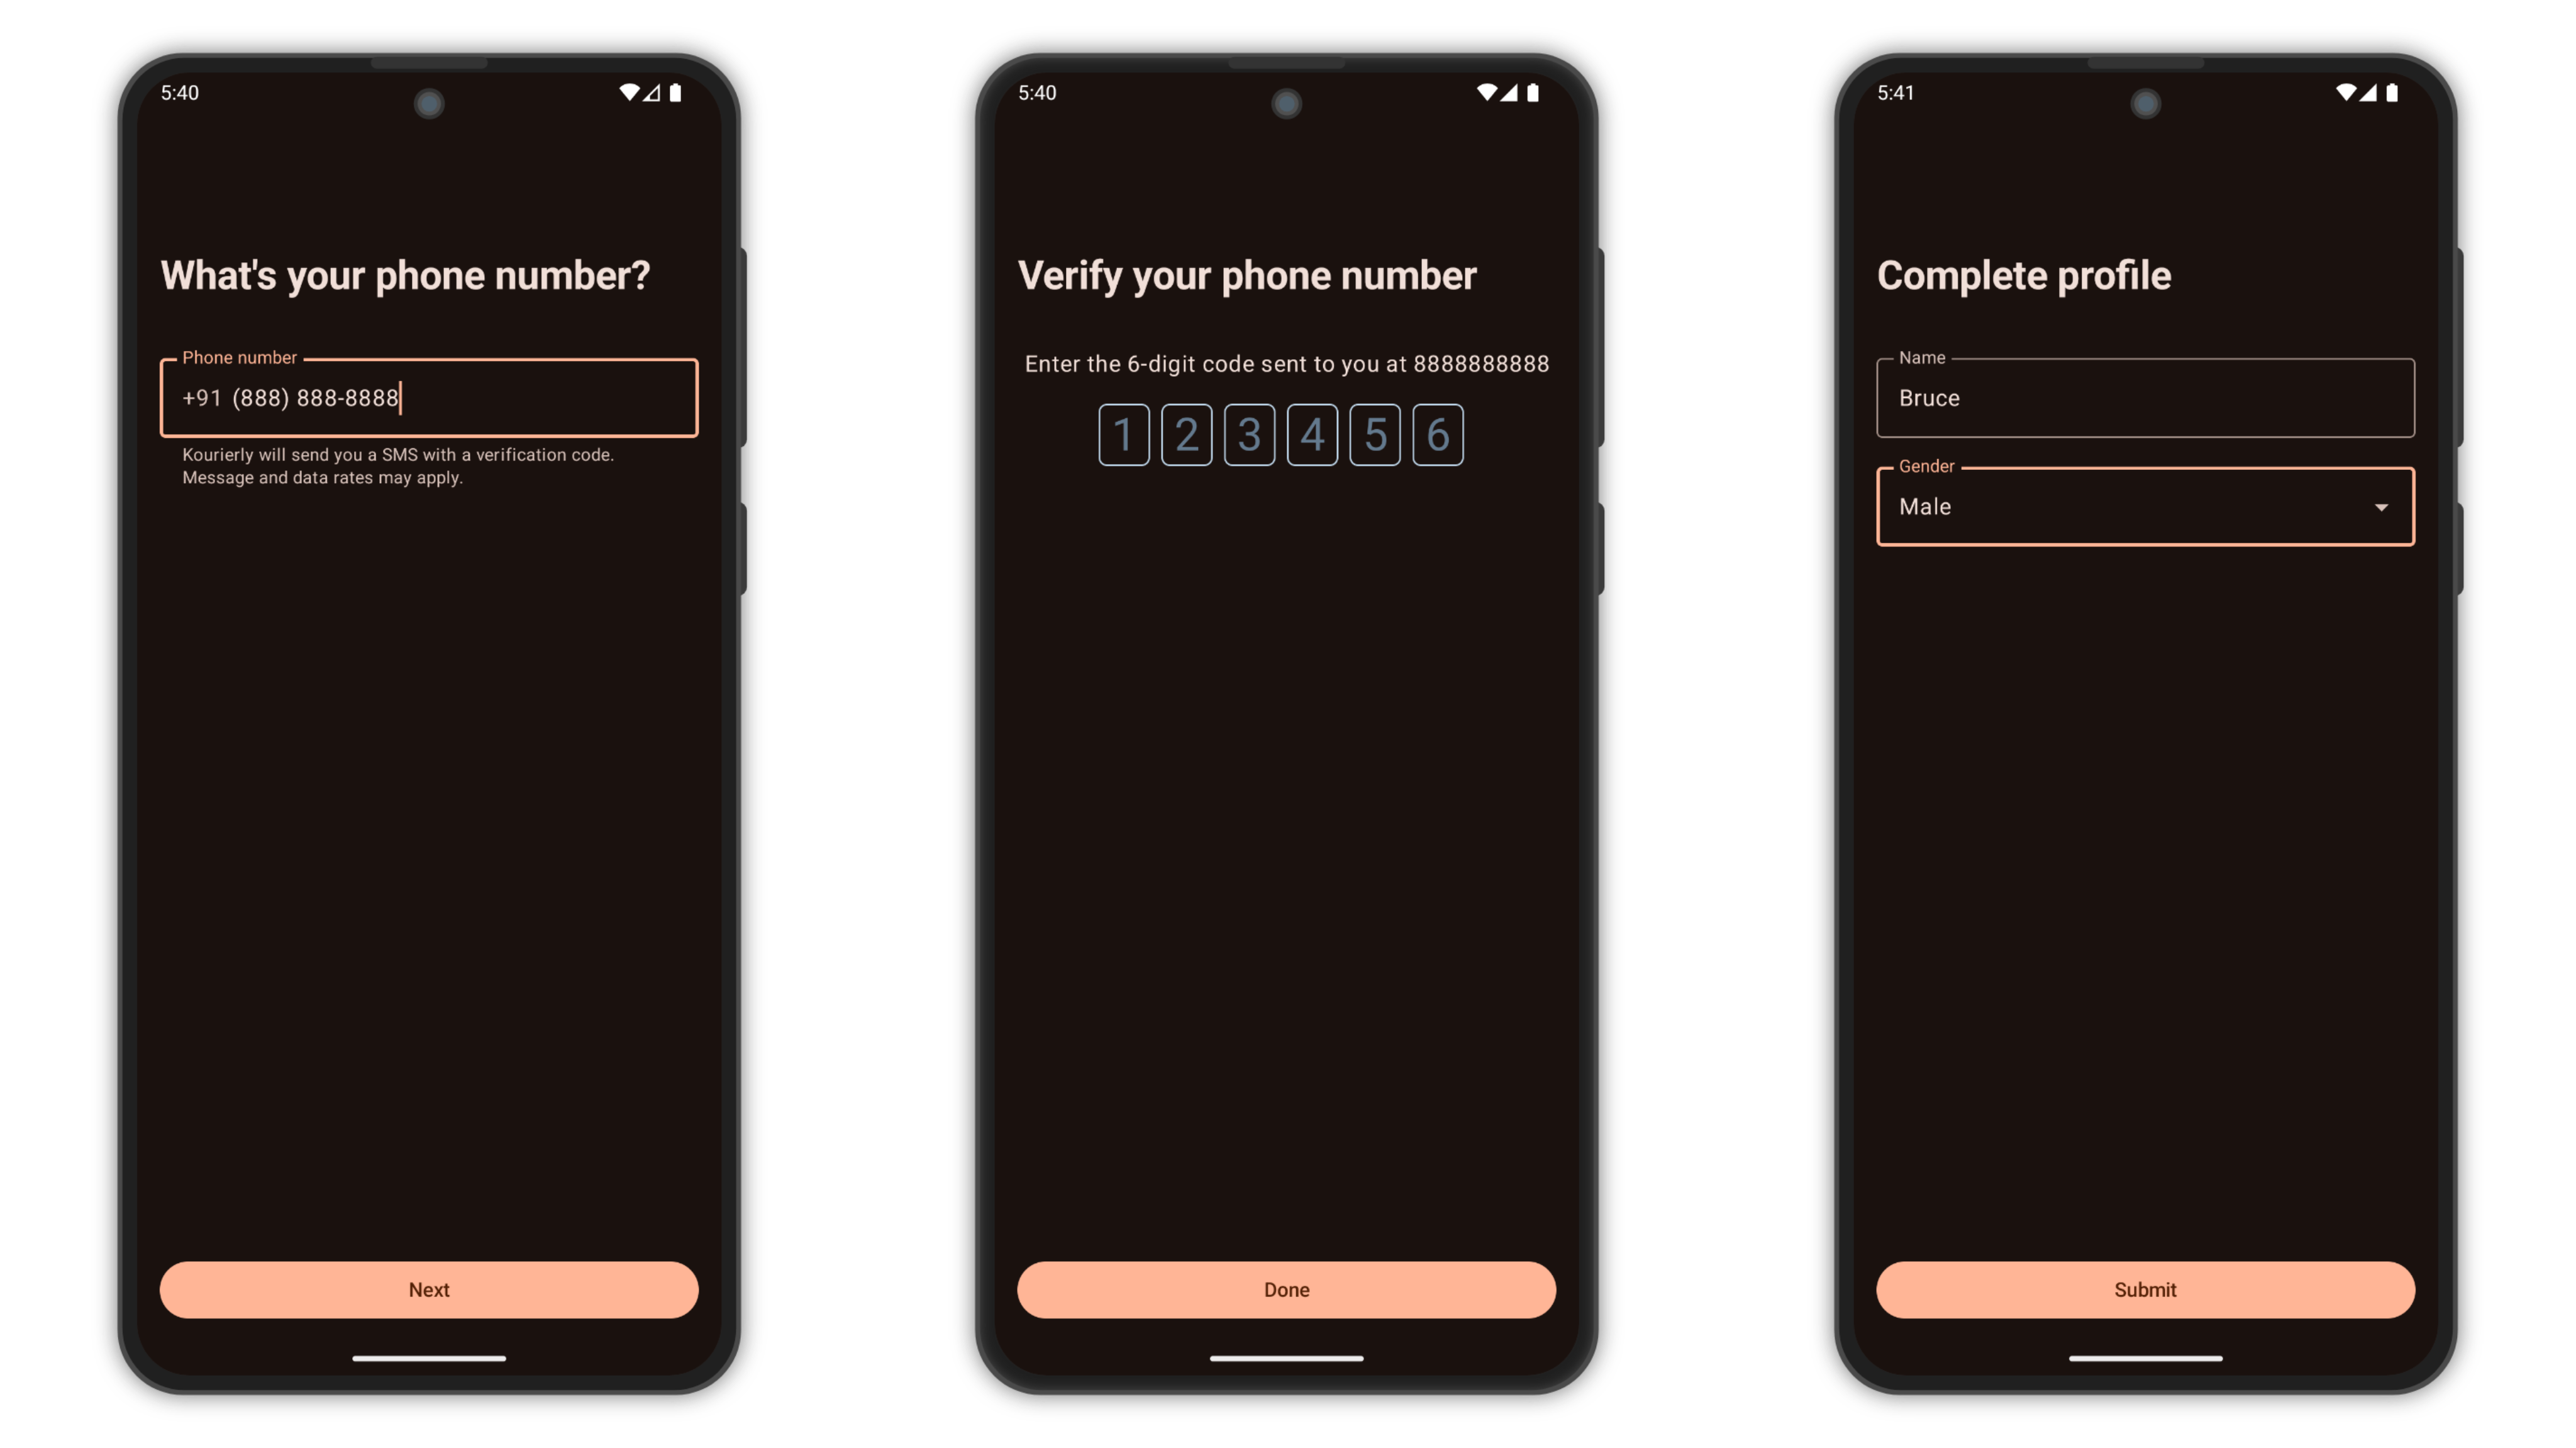 5:40
What's your phone number?
Phone number
+91 (888) 888-8888
Kourierly will send you a SMS with a verification code.
Message and data rates may apply.
Next
5:40
Verify your phone number
Enter the 6-digit code sent to you at 8888888888
1 2 3 4 5 6
Done
5:41
Complete profile
Name
Bruce
Gender
Male
Submit